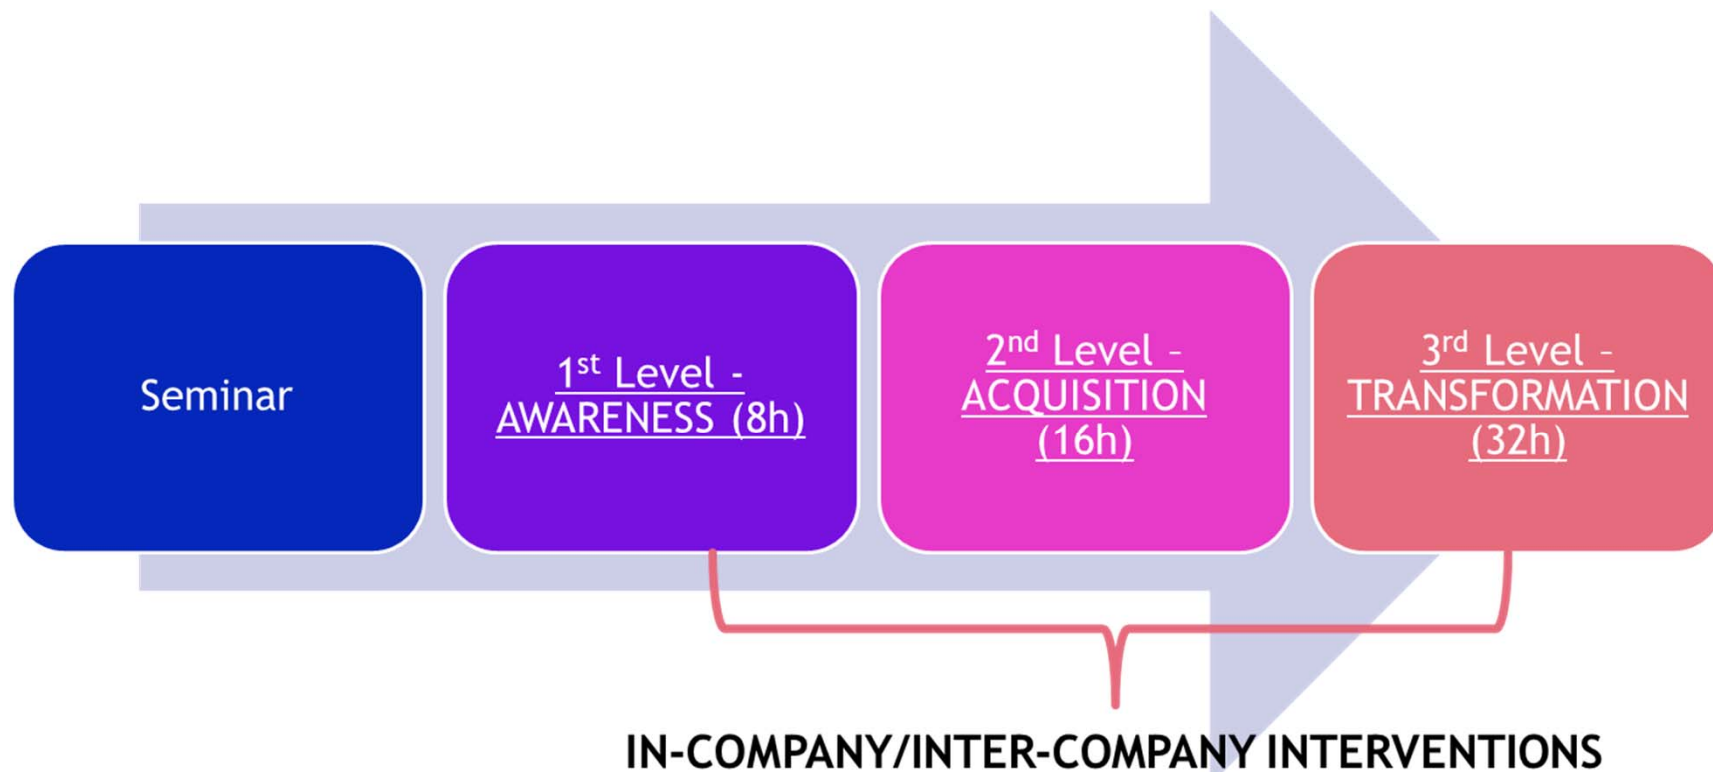 Seminar
1st Level -
AWARENESS (8h)
2nd Level –
ACQUISITION
(16h)
3rd Level –
TRANSFORMATION
(32h)
IN-COMPANY/INTER-COMPANY INTERVENTIONS